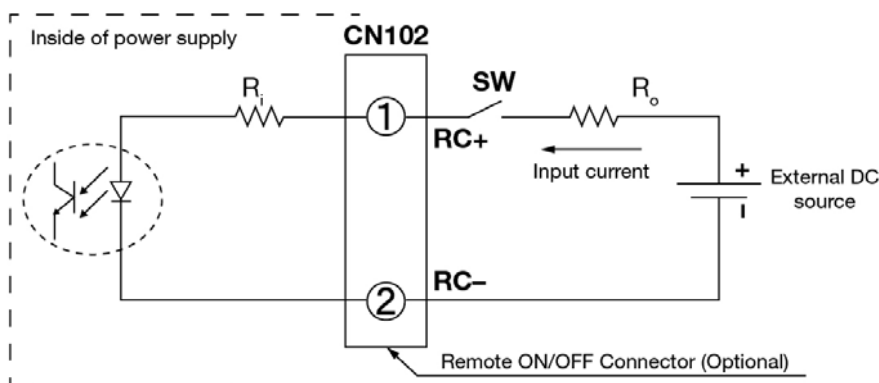 Inside of power supply
CN102
Ri
1
SW
Ro
RC+
Input current
+
External DC
source
-
2
RC–
Remote ON/OFF Connector (Optional)